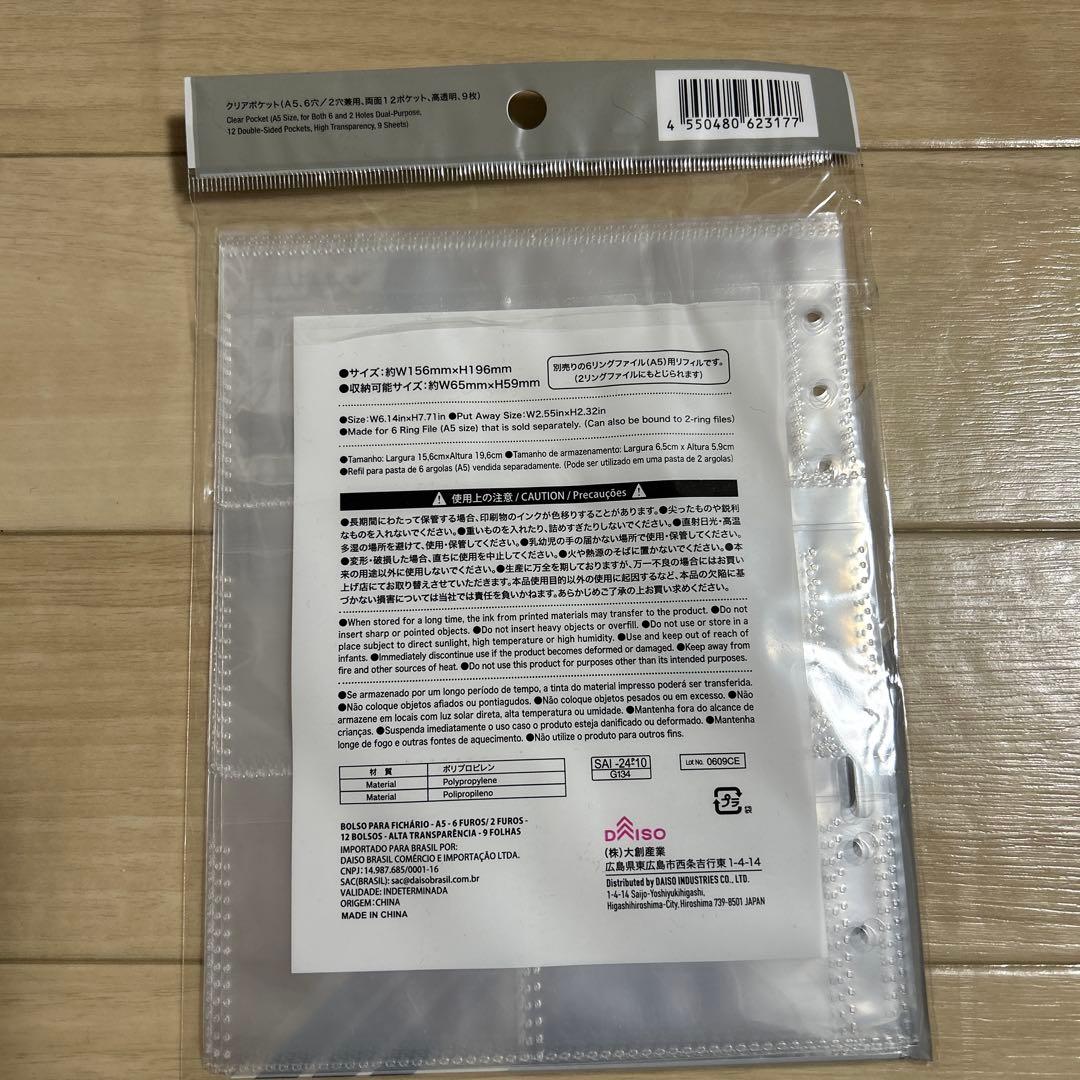 クリアポケット(A5、6穴/2穴兼用、両面12ポケット、高透明、9枚)
Clear Pocket (A5 Size, for Both 6 and 2 Holes Dual-Purpose,
12 Double-Sided Pockets, High Transparency, 9 Sheets)
4 550480 623177
●サイズ:約W156mm×H196mm
●収納可能サイズ:約W65mm×H59mm
別売りの6リングファイル(A5)用リフィルです。
(2リングファイルにもとじられます)
●Size:W6.14in×H7.71in ●Put Away Size:W2.55in×H2.32in
●Made for 6 Ring File (A5 size) that is sold separately. (Can also be bound to 2-ring files)
●Tamanho: Largura 15,6cm×Altura 19,6cm ●Tamanho de armazenamento: Largura 6.5cm x Altura 5.9cm
●Refil para pasta de 6 argolas (A5) vendida separadamente. (Pode ser utilizado em uma pasta de 2 argolas)
使用上の注意 / CAUTION / Precauções
●長期間にわたって保管する場合、印刷物のインクが色移りすることがあります。●尖ったものや鋭利
なものを入れないでください。●重いものを入れたり、詰めすぎたりしないでください。●直射日光・高温
多湿の場所を避けて、使用・保管してください。●乳幼児の手の届かない場所で使用・保管してください。
●変形・破損した場合、直ちに使用を中止してください。●火や熱源のそばに置かないでください。●本
来の用途以外に使用しないでください。●生産に万全を期しておりますが、万一不良の場合にはお買い
上げ店にてお取り替えさせていただきます。本品使用目的以外の使用に起因するなど、本品の欠陥に基
づかない損害については当社では責任を負いかねます。あらかじめご了承の上お買い求めください。
●When stored for a long time, the ink from printed materials may transfer to the product. ●Do not
insert sharp or pointed objects. ●Do not insert heavy objects or overfill. ●Do not use or store in a
place subject to direct sunlight, high temperature or high humidity. ●Use and keep out of reach of
infants. ●Immediately discontinue use if the product becomes deformed or damaged. ●Keep away from
fire and other sources of heat. ●Do not use this product for purposes other than its intended purposes.
●Se armazenado por um longo período de tempo, a tinta do material impresso poderá ser transferida.
●Não coloque objetos afiados ou pontiagudos. ●Não coloque objetos pesados ou em excesso. ●Não
armazene em locais com luz solar direta, alta temperatura ou umidade. ●Mantenha fora do alcance de
crianças. ●Suspenda imediatamente o uso caso o produto esteja danificado ou deformado. ●Mantenha
longe de fogo e outras fontes de aquecimento. ●Não utilize o produto para outros fins.
材 質 ポリプロピレン
Material Polypropylene
Material Polipropileno
SAI -24 10
G134
Lot No. 0609CE
プラ
袋
BOLSO PARA FICHÁRIO - A5 - 6 FUROS/ 2 FUROS -
12 BOLSOS - ALTA TRANSPARÊNCIA - 9 FOLHAS
IMPORTADO PARA BRASIL POR:
DAISO BRASIL COMÉRCIO E IMPORTAÇÃO LTDA.
CNPJ: 14.987.685/0001-16
SAC(BRASIL): sac@daisobrasil.com.br
VALIDADE: INDETERMINADA
ORIGEM: CHINA
MADE IN CHINA
DAISO
(株)大創産業
広島県東広島市西条吉行東1-4-14
Distributed by DAISO INDUSTRIES CO., LTD.
1-4-14 Saijo-Yoshiyukihigashi,
Higashihiroshima-City, Hiroshima 739-8501 JAPAN